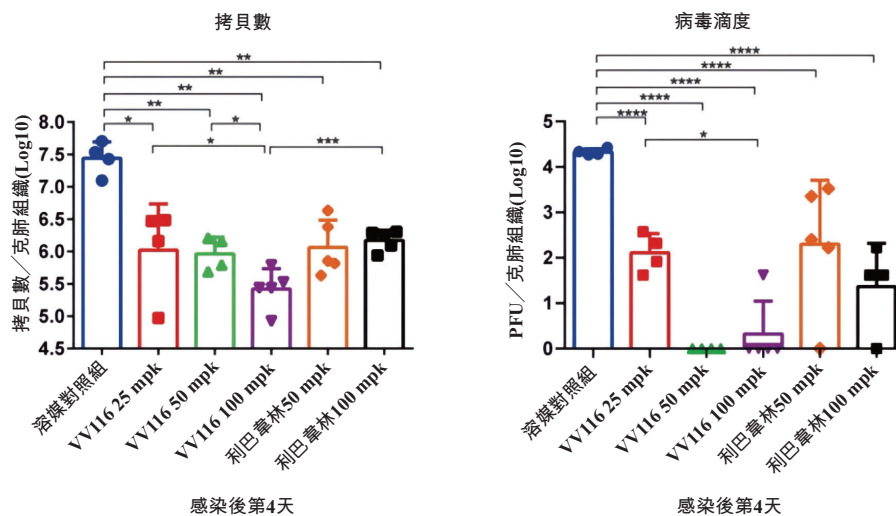 拷貝數
**
**
**
**
*
*
*
***
拷貝數／克肺組織(Log10)
8.0
7.5
7.0
6.5
6.0
5.5
5.0
4.5
溶媒對照組
VV116 25 mpk
VV116 50 mpk
VV116 100 mpk
利巴韋林50 mpk
利巴韋林100 mpk
感染後第4天
病毒滴度
****
****
****
****
****
*
PFU／克肺組織(Log10)
5
4
3
2
1
0
溶媒對照組
VV116 25 mpk
VV116 50 mpk
VV116 100 mpk
利巴韋林50 mpk
利巴韋林100 mpk
感染後第4天